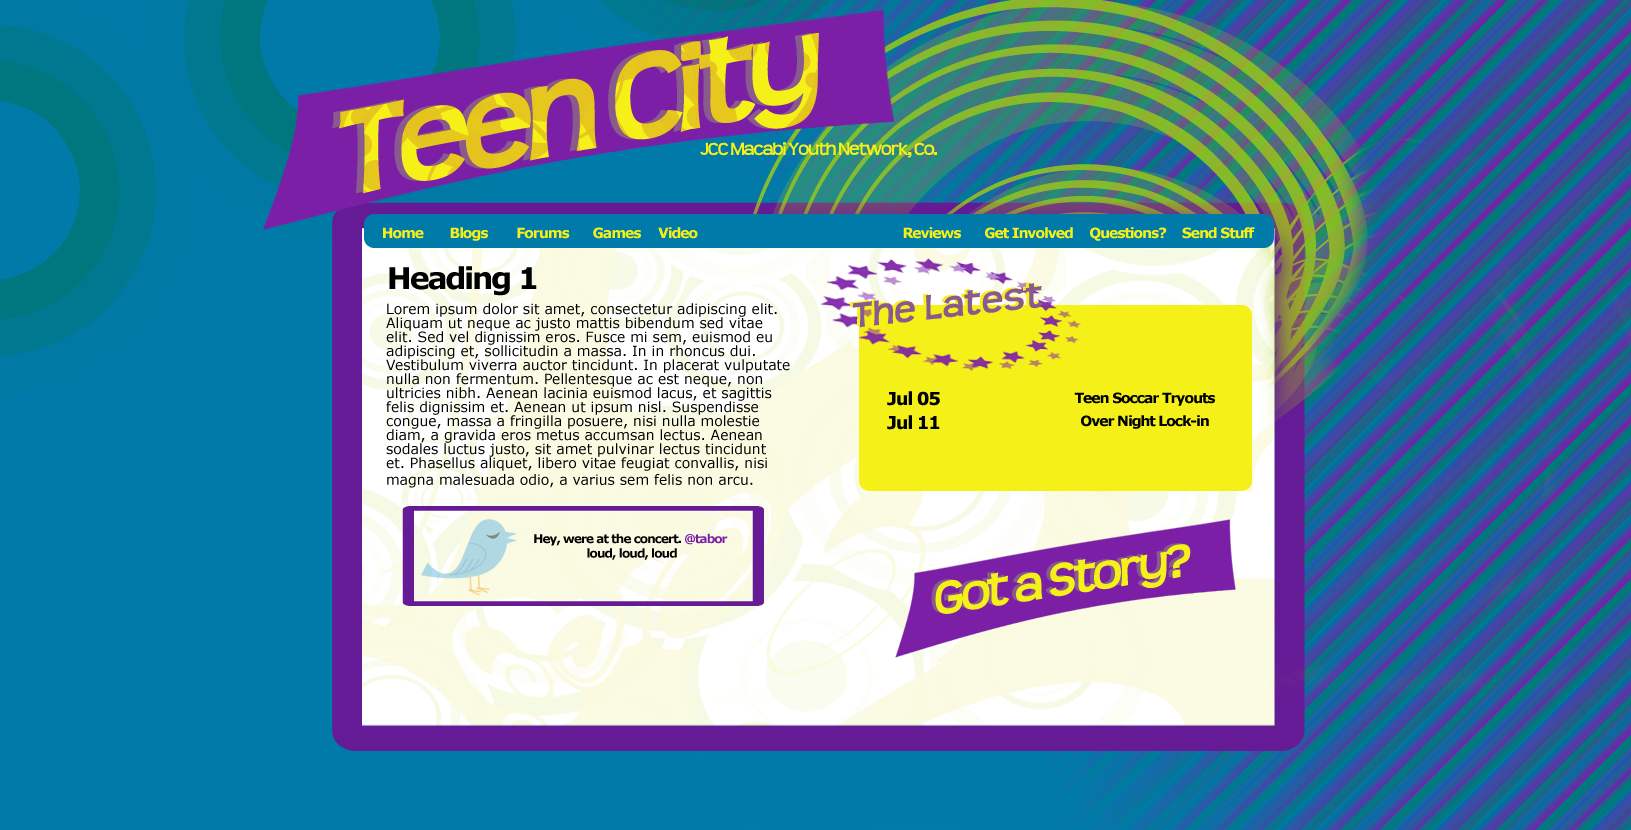 Teen City
JCC Macabi Youth Network, Co.
Home Blogs Forums Games Video Reviews Get Involved Questions? Send Stuff
Heading 1
Lorem ipsum dolor sit amet, consectetur adipiscing elit.
Aliquam ut neque ac justo mattis bibendum sed vitae
elit. Sed vel dignissim eros. Fusce mi sem, euismod eu
adipiscing et, sollicitudin a massa. In in rhoncus dui.
Vestibulum viverra auctor tincidunt. In placerat vulputate
nulla non fermentum. Pellentesque ac est neque, non
ultricies nibh. Aenean lacinia euismod lacus, et sagittis
felis dignissim et. Aenean ut ipsum nisl. Suspendisse
congue, massa a fringilla posuere, nisi nulla molestie
diam, a gravida eros metus accumsan lectus. Aenean
sodales luctus justo, sit amet pulvinar lectus tincidunt
et. Phasellus aliquet, libero vitae feugiat convallis, nisi
magna malesuada odio, a varius sem felis non arcu.
Hey, were at the concert. @tabor
loud, loud, loud
The Latest
Jul 05 Teen Soccar Tryouts
Jul 11 Over Night Lock-in
Got a Story?